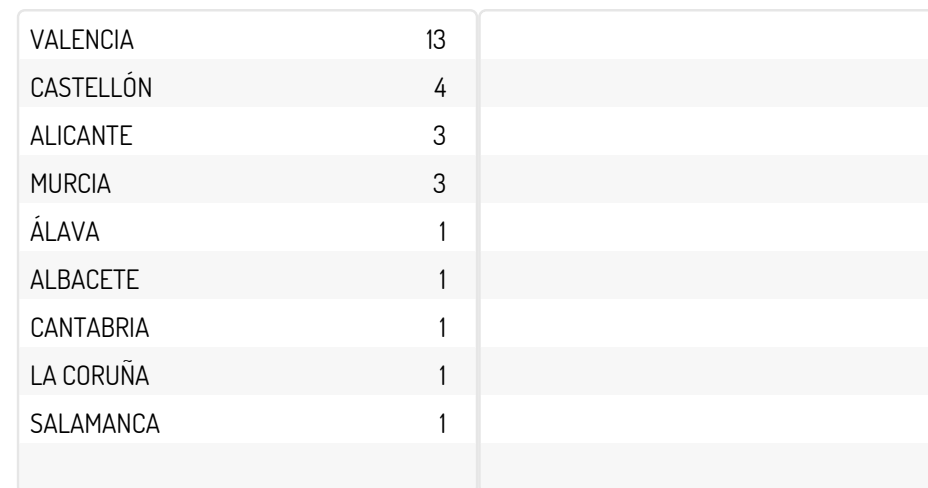 VALENCIA 13
CASTELLÓN 4
ALICANTE 3
MURCIA 3
ÁLAVA 1
ALBACETE 1
CANTABRIA 1
LA CORUÑA 1
SALAMANCA 1